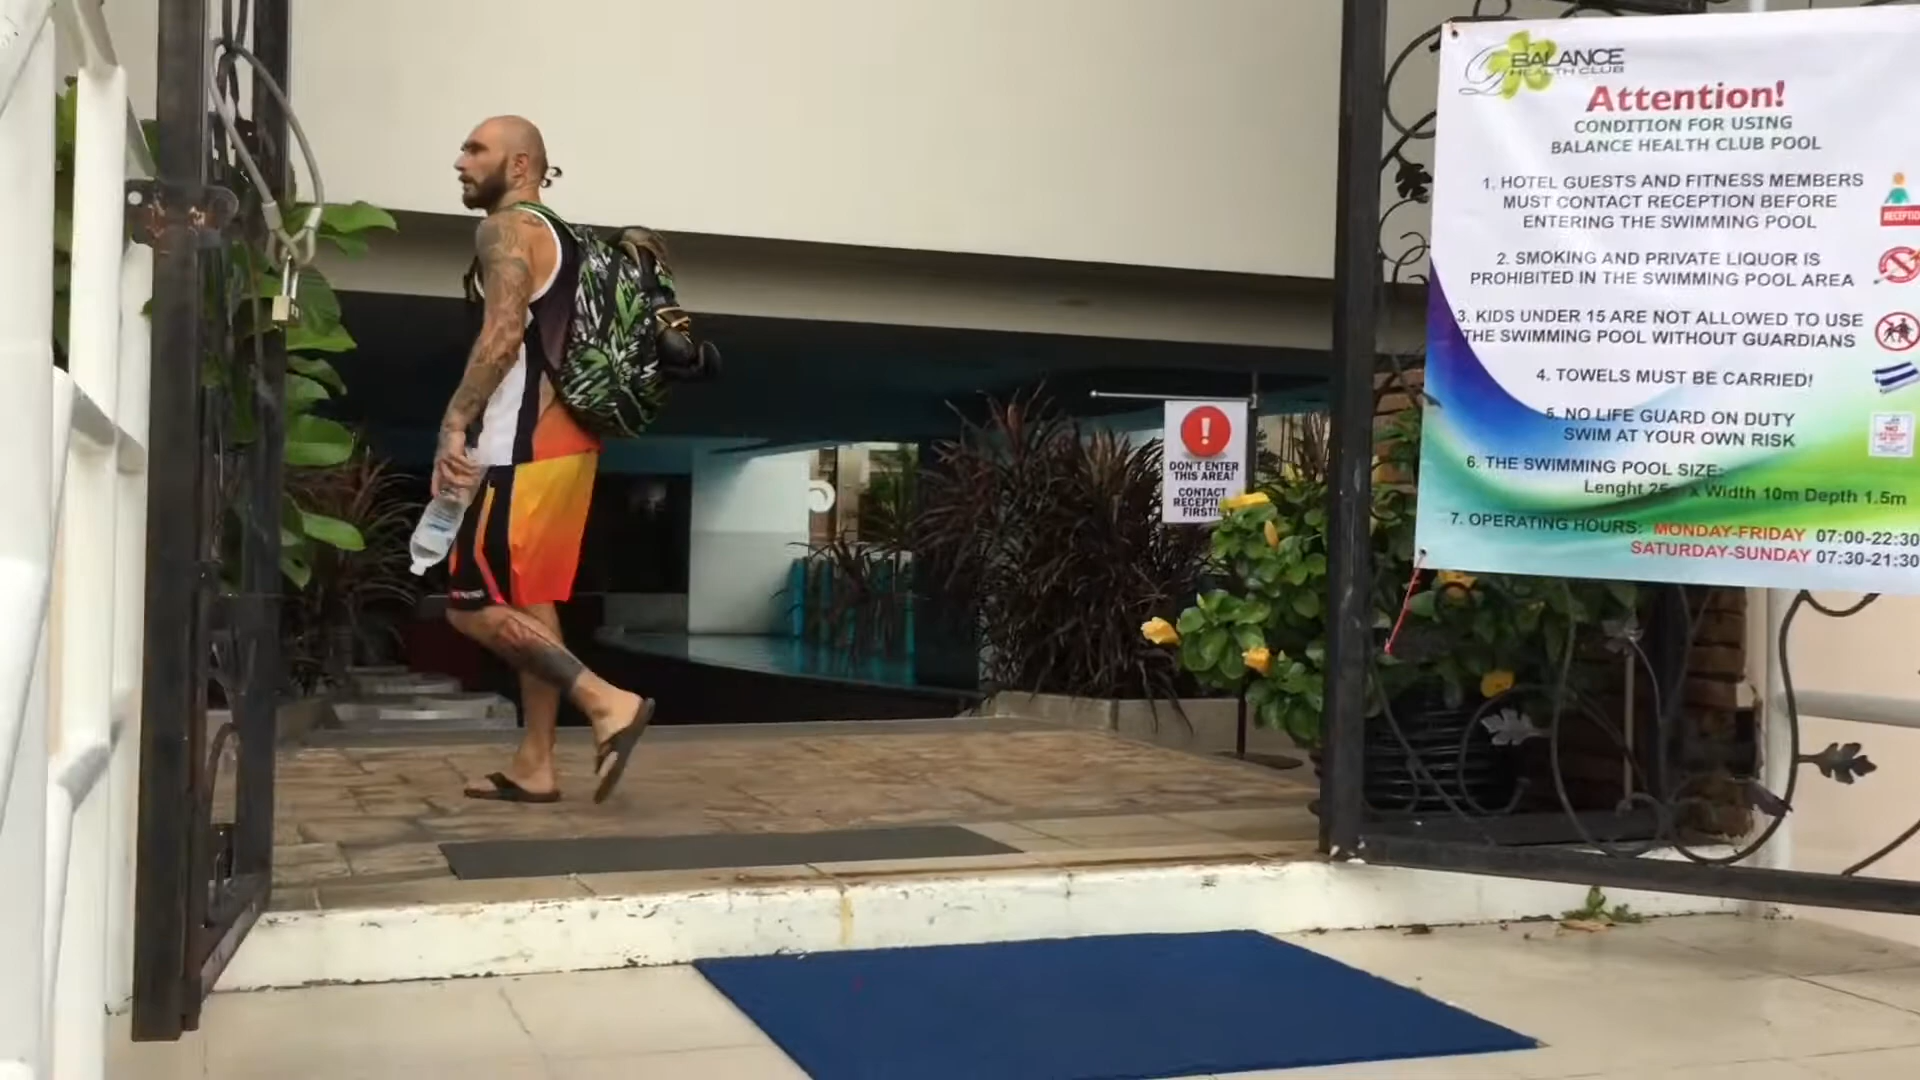 BALANCE
HEALTH CLUB
Attention!
CONDITION FOR USING
BALANCE HEALTH CLUB POOL
1. HOTEL GUESTS AND FITNESS MEMBERS
MUST CONTACT RECEPTION BEFORE
ENTERING THE SWIMMING POOL
2. SMOKING AND PRIVATE LIQUOR IS
PROHIBITED IN THE SWIMMING POOL AREA
3. KIDS UNDER 15 ARE NOT ALLOWED TO USE
THE SWIMMING POOL WITHOUT GUARDIANS
4. TOWELS MUST BE CARRIED!
5. NO LIFE GUARD ON DUTY
SWIM AT YOUR OWN RISK
6. THE SWIMMING POOL SIZE:
Lenght x Width 10m Depth 1.5m
7. OPERATING HOURS: MONDAY-FRIDAY 07:00-22:30
SATURDAY-SUNDAY 07:30-21:30
!
DON'T ENTER
THIS AREA!
CONTACT
FIRST!